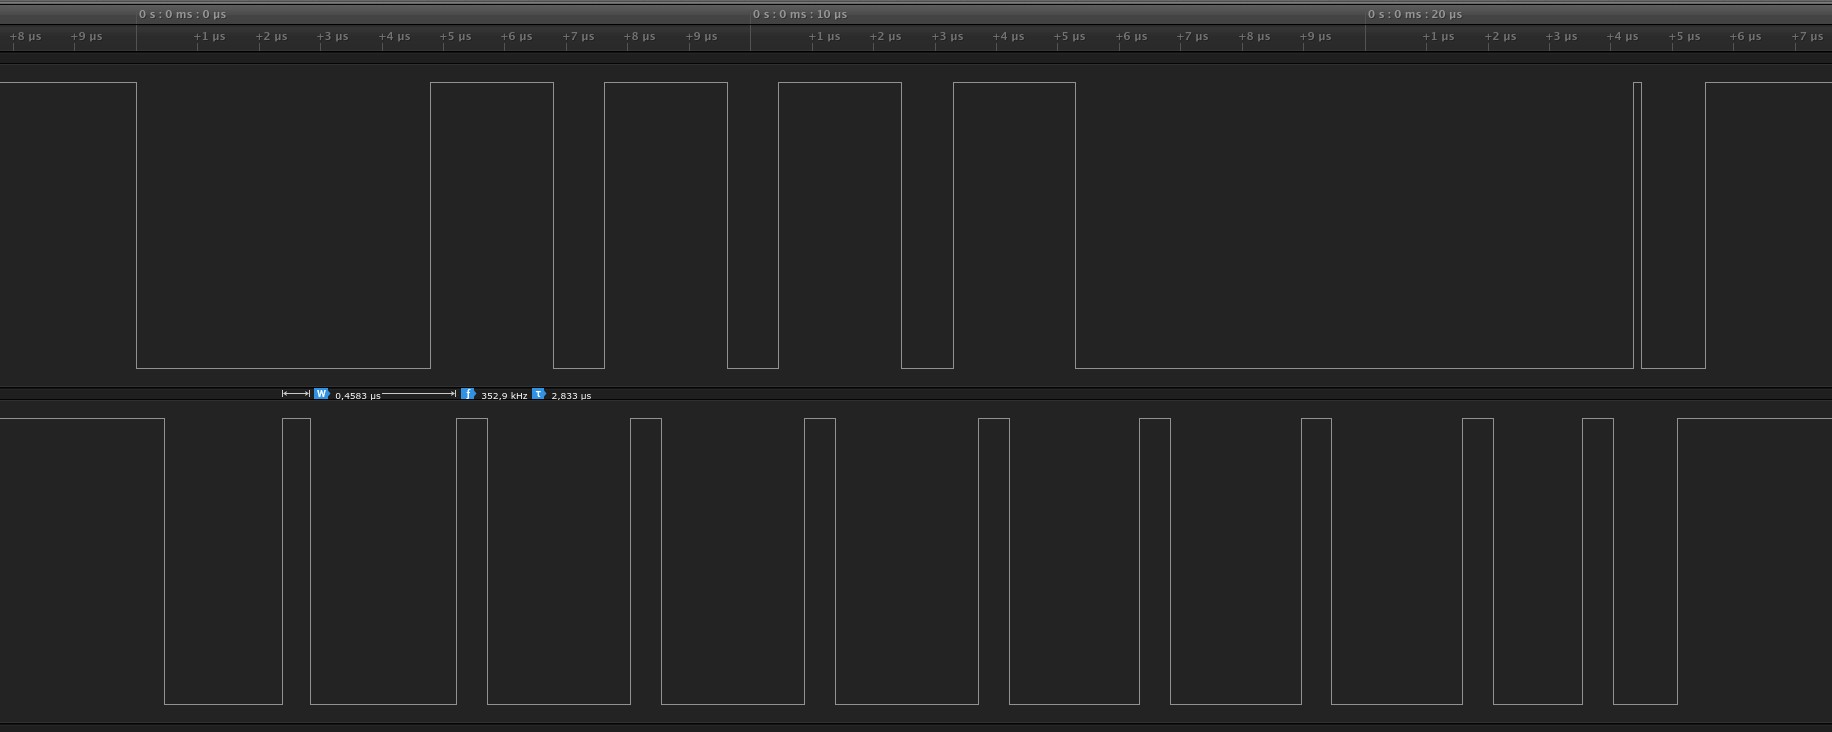 0 s : 0 ms : 0 µs 0 s : 0 ms : 10 µs 0 s : 0 ms : 20 µs
+8 µs +9 µs +1 µs +2 µs +3 µs +4 µs +5 µs +6 µs +7 µs +8 µs +9 µs +1 µs +2 µs +3 µs +4 µs +5 µs +6 µs +7 µs +8 µs +9 µs +1 µs +2 µs +3 µs +4 µs +5 µs +6 µs +7 µs
W 0,4583 µs f 352,9 kHz τ 2,833 µs